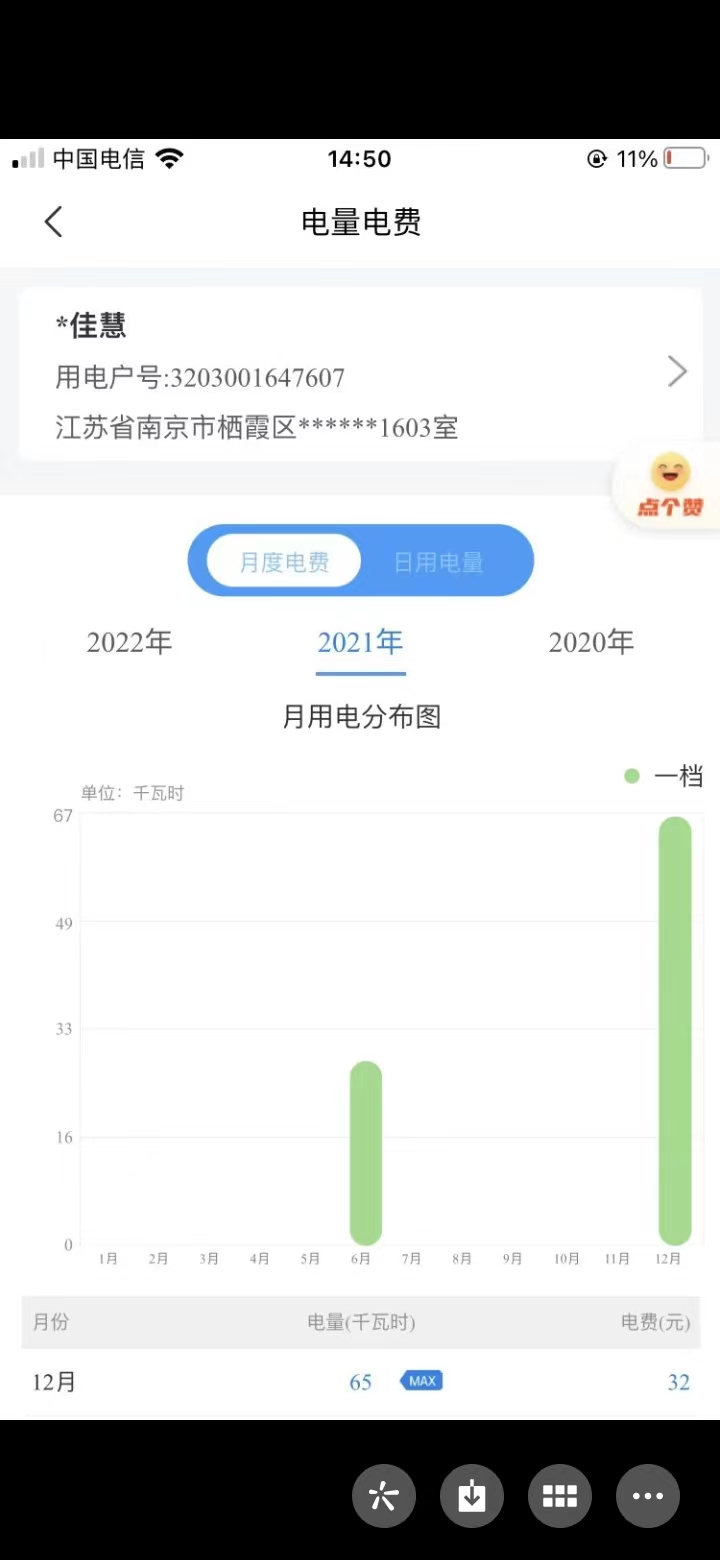 中国电信 14:50 11%
电量电费
*佳慧
用电户号:3203001647607
江苏省南京市栖霞区******1603室
点个赞
月度电费 日用电量
2022年 2021年 2020年
月用电分布图
一档
单位：千瓦时
67
49
33
16
0
1月 2月 3月 4月 5月 6月 7月 8月 9月 10月 11月 12月
月份 电量(千瓦时) 电费(元)
12月 65 MAX 32